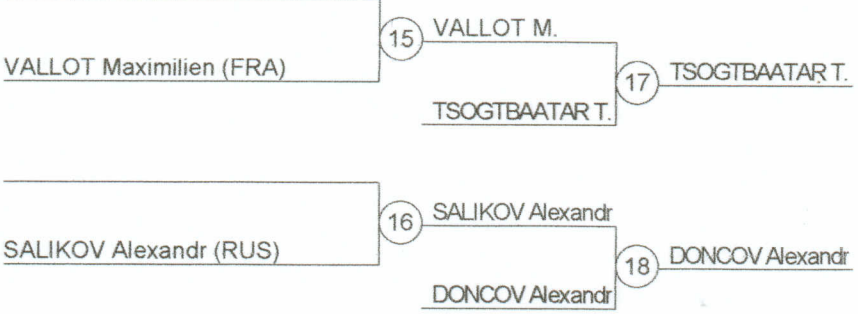 15
VALLOT M.
VALLOT Maximilien (FRA)
17
TSOGTBAATAR T.
TSOGTBAATAR T.
16
SALIKOV Alexandr
SALIKOV Alexandr (RUS)
18
DONCOV Alexandr
DONCOV Alexandr